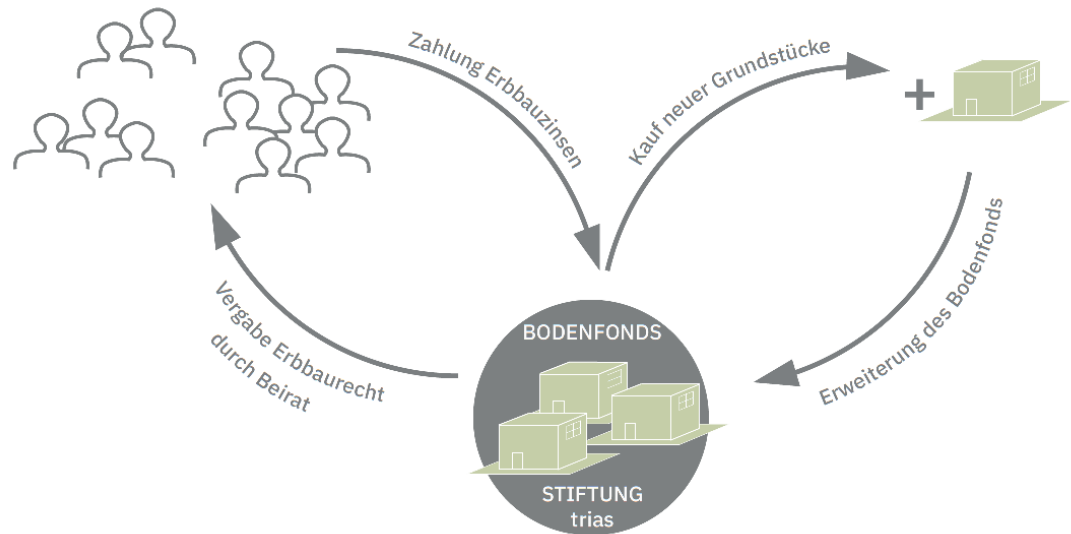 Zahlung Erbbauzinsen
Kauf neuer Grundstücke
+
Erweiterung des Bodenfonds
Vergabe Erbbaurecht
durch Beirat
BODENFONDS
STIFTUNG
trias